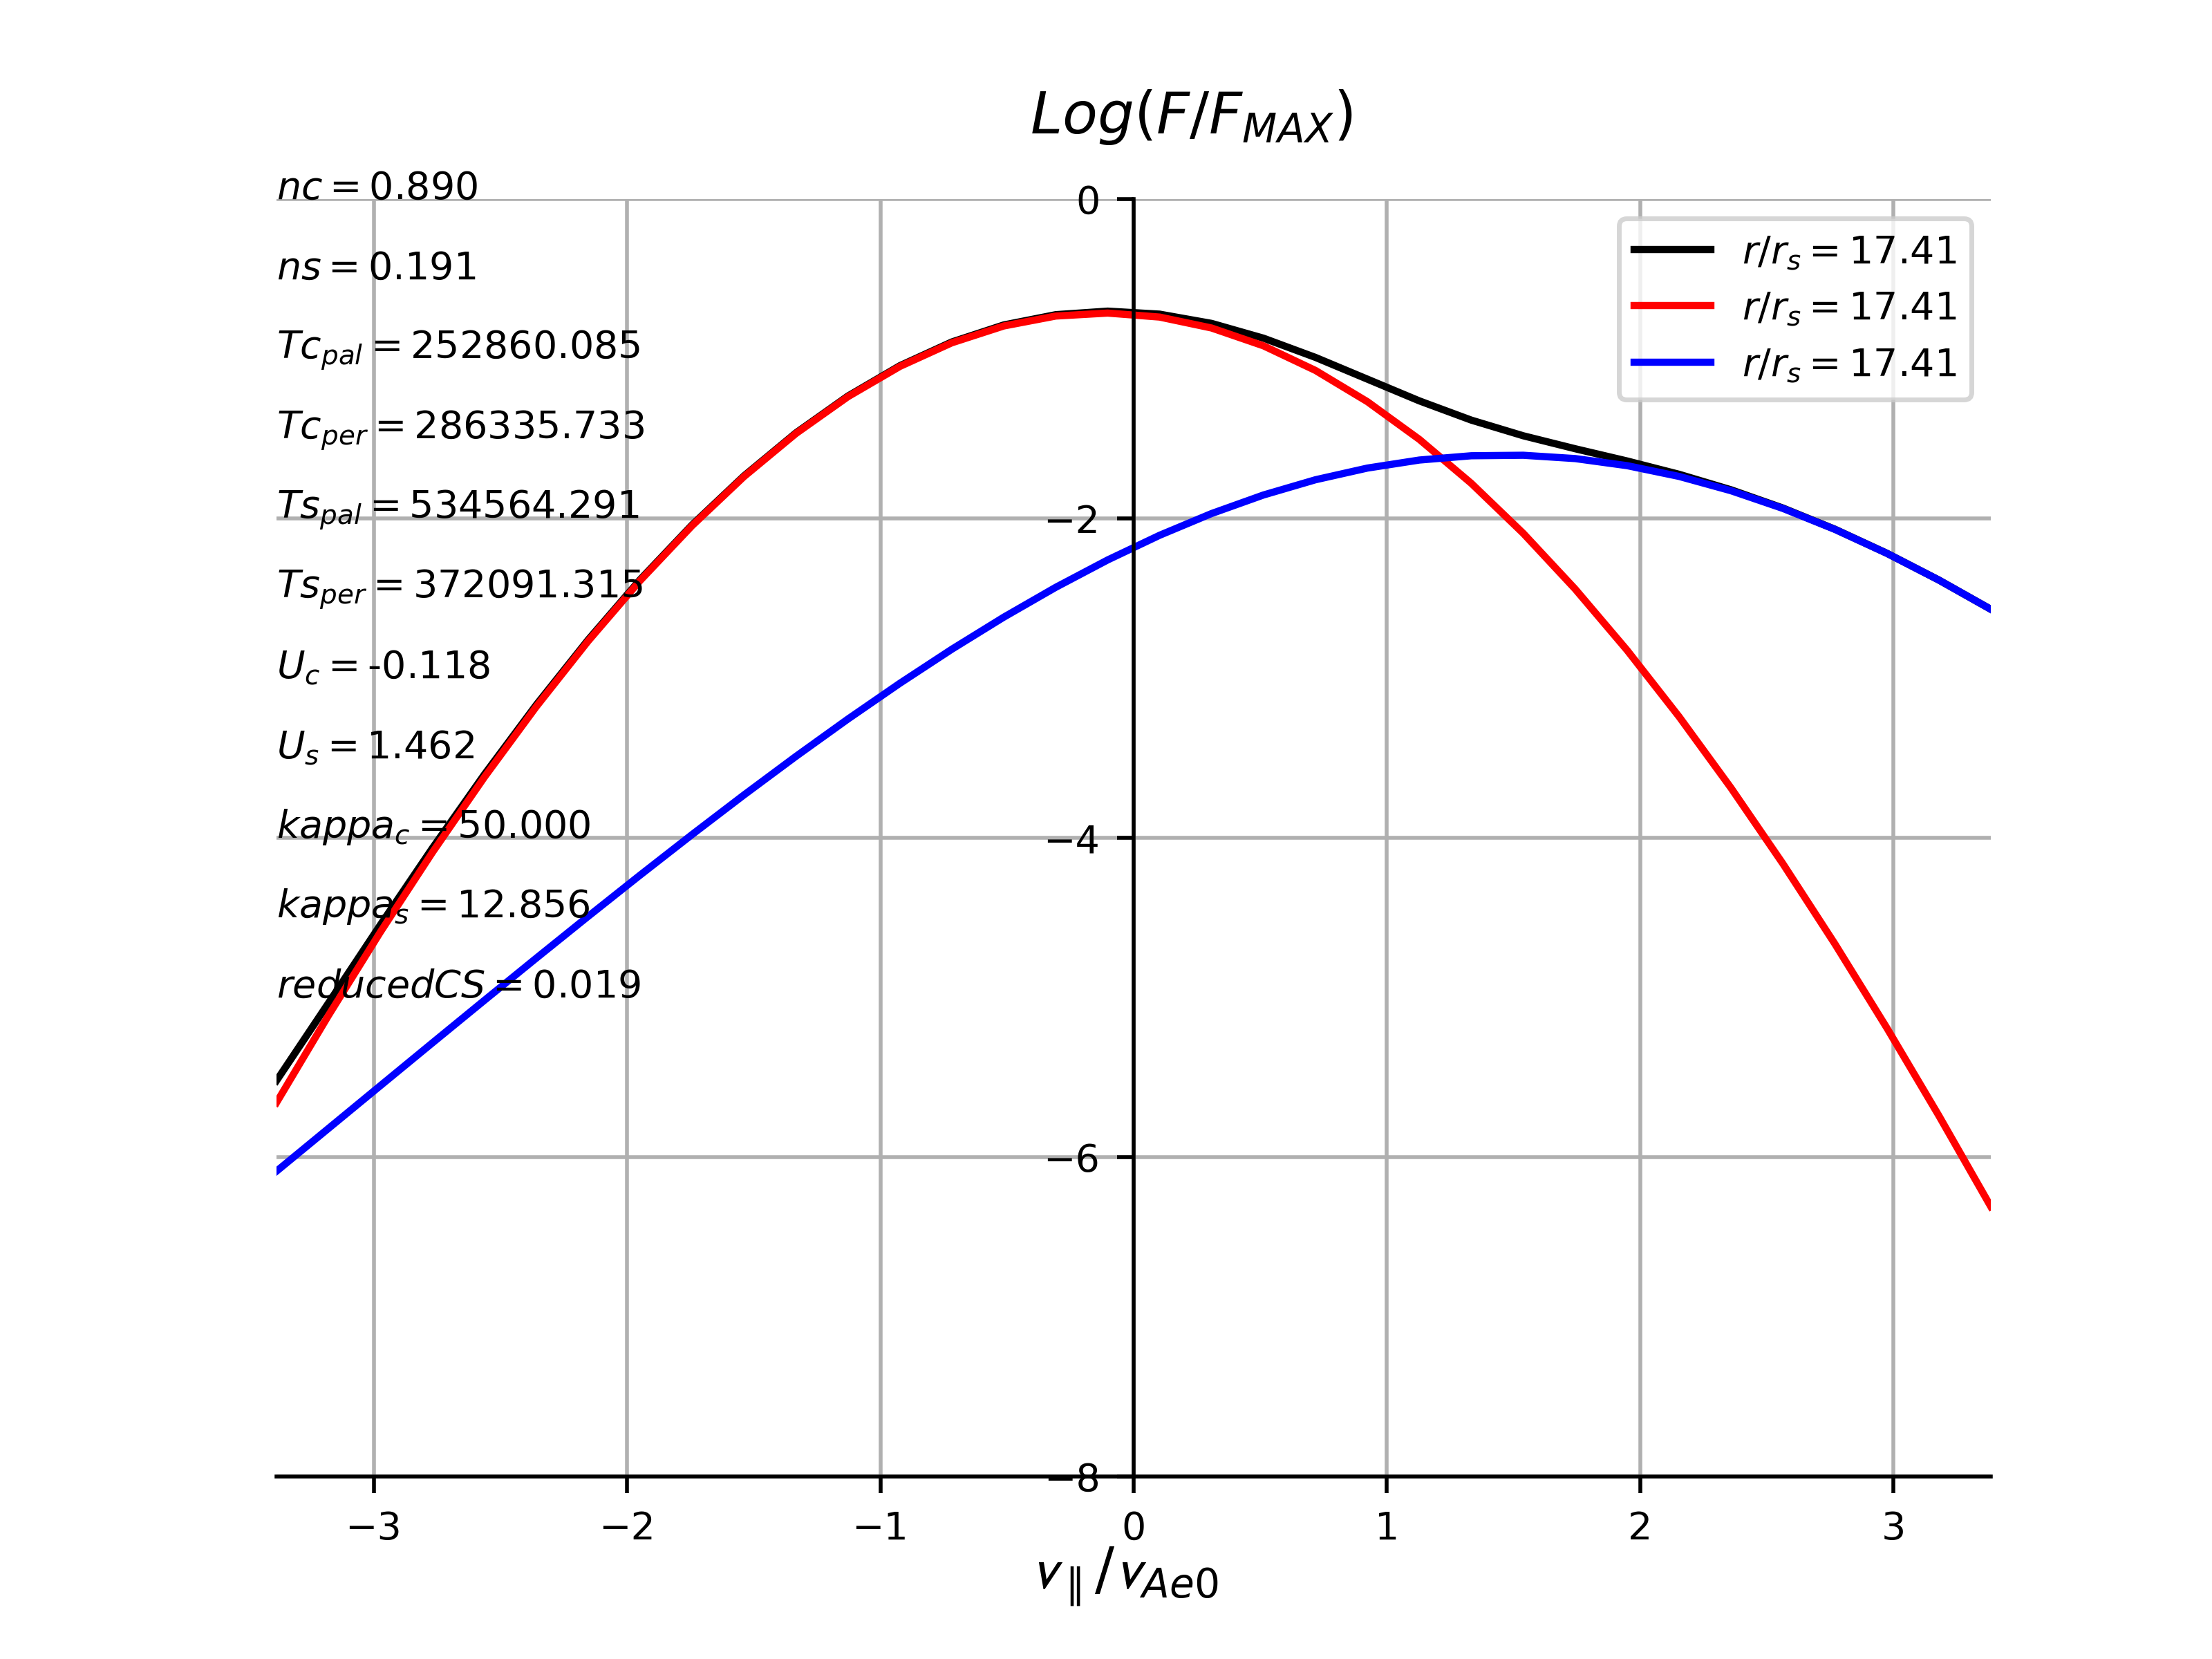 Log(F/F_MAX)
nc = 0.890
ns = 0.191
Tc_pal = 252860.085
Tc_per = 286335.733
Ts_pal = 534564.291
Ts_per = 372091.315
U_c = -0.118
U_s = 1.462
kappa_c = 50.000
kappa_s = 12.856
reducedCS = 0.019
0
−2
−4
−6
−8
r/r_s = 17.41
r/r_s = 17.41
r/r_s = 17.41
−3 −2 −1 0 1 2 3
v_∥/v_Ae0